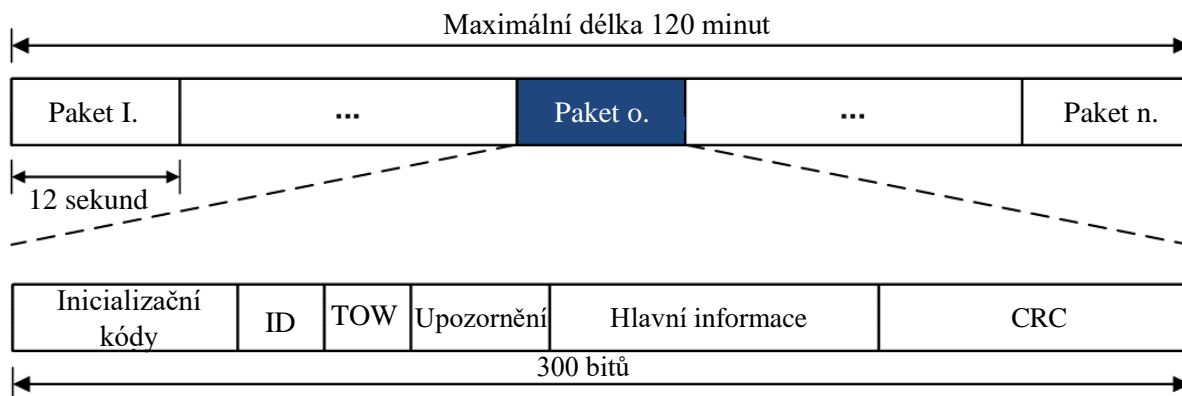 Maximální délka 120 minut
Paket I.
...
Paket o.
...
Paket n.
12 sekund
Inicializační
kódy
ID
TOW
Upozornění
Hlavní informace
CRC
300 bitů